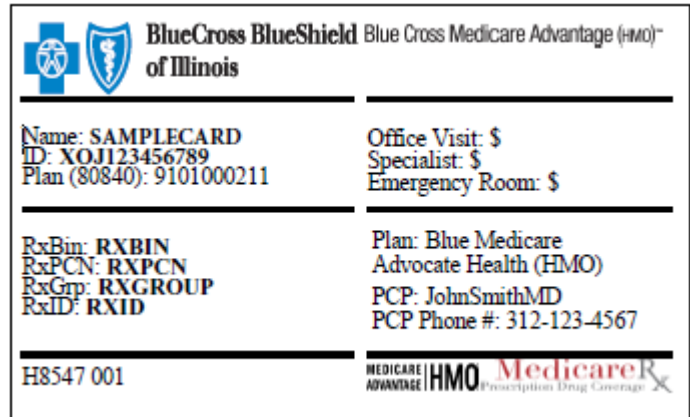 BlueCross BlueShield
of Illinois
Blue Cross Medicare Advantage (HMO)℠
Name: SAMPLECARD
ID: XOJ123456789
Plan (80840): 9101000211
Office Visit: $
Specialist: $
Emergency Room: $
RxBin: RXBIN
RxPCN: RXPCN
RxGrp: RXGROUP
RxID: RXID
Plan: Blue Medicare
Advocate Health (HMO)
PCP: JohnSmithMD
PCP Phone #: 312-123-4567
H8547 001
MEDICARE
ADVANTAGE
HMO
MedicareRx
Prescription Drug Coverage